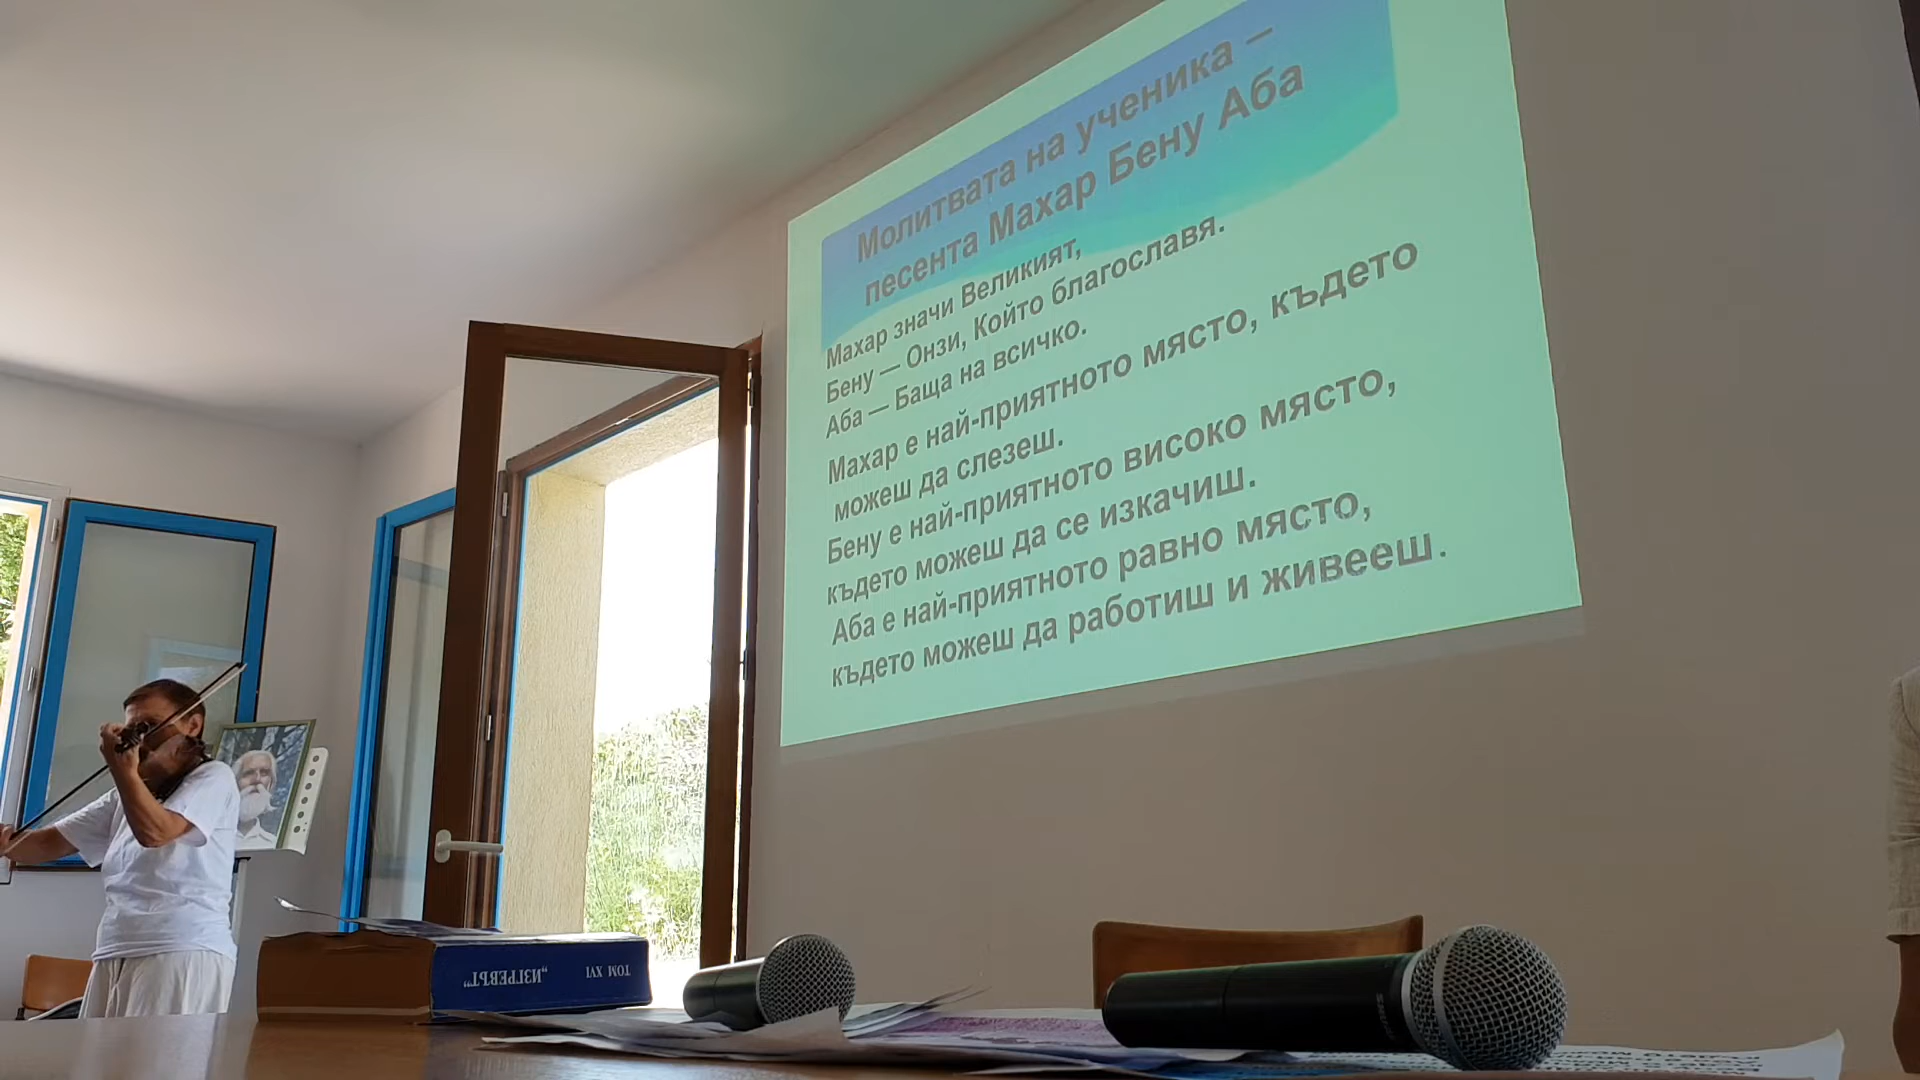 Молитвата на ученика –
песента Махар Бену Аба
Махар значи Великият,
Бену — Онзи, Който благославя.
Аба — Баща на всичко.
Махар е най-приятното място, където
можеш да слезеш.
Бену е най-приятното високо място,
където можеш да се изкачиш.
Аба е най-приятното равно място,
където можеш да работиш и живееш.
„ИЗГРЕВЪТ“ ТОМ XVI